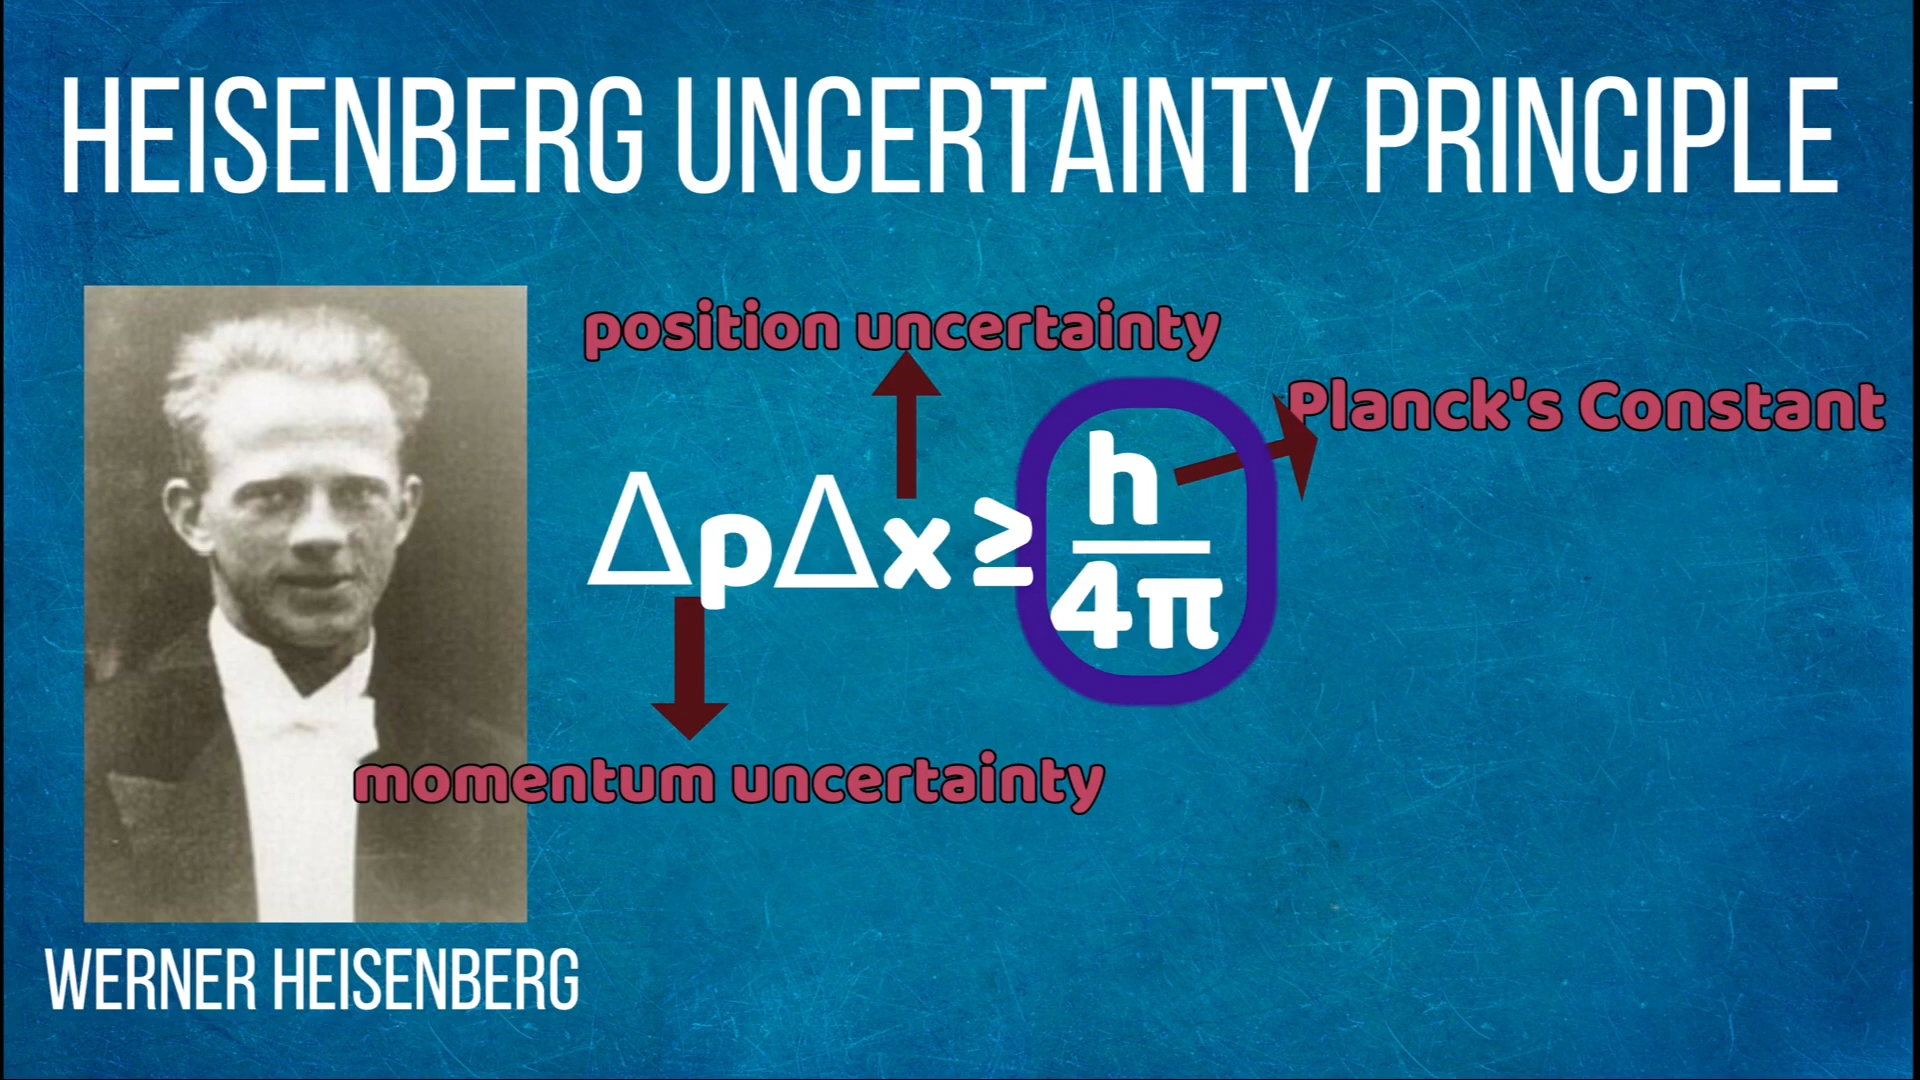 HEISENBERG UNCERTAINTY PRINCIPLE
position uncertainty
Planck's Constant
ΔpΔx ≥ h
4π
momentum uncertainty
WERNER HEISENBERG